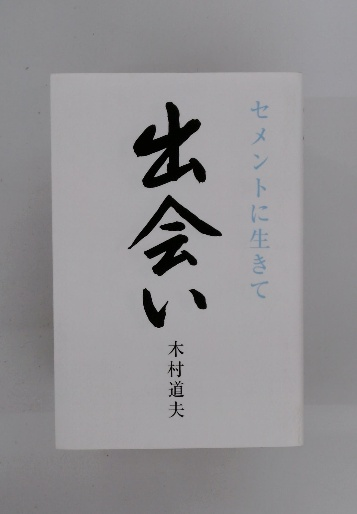 セメントに生きて
出会い
木村道夫